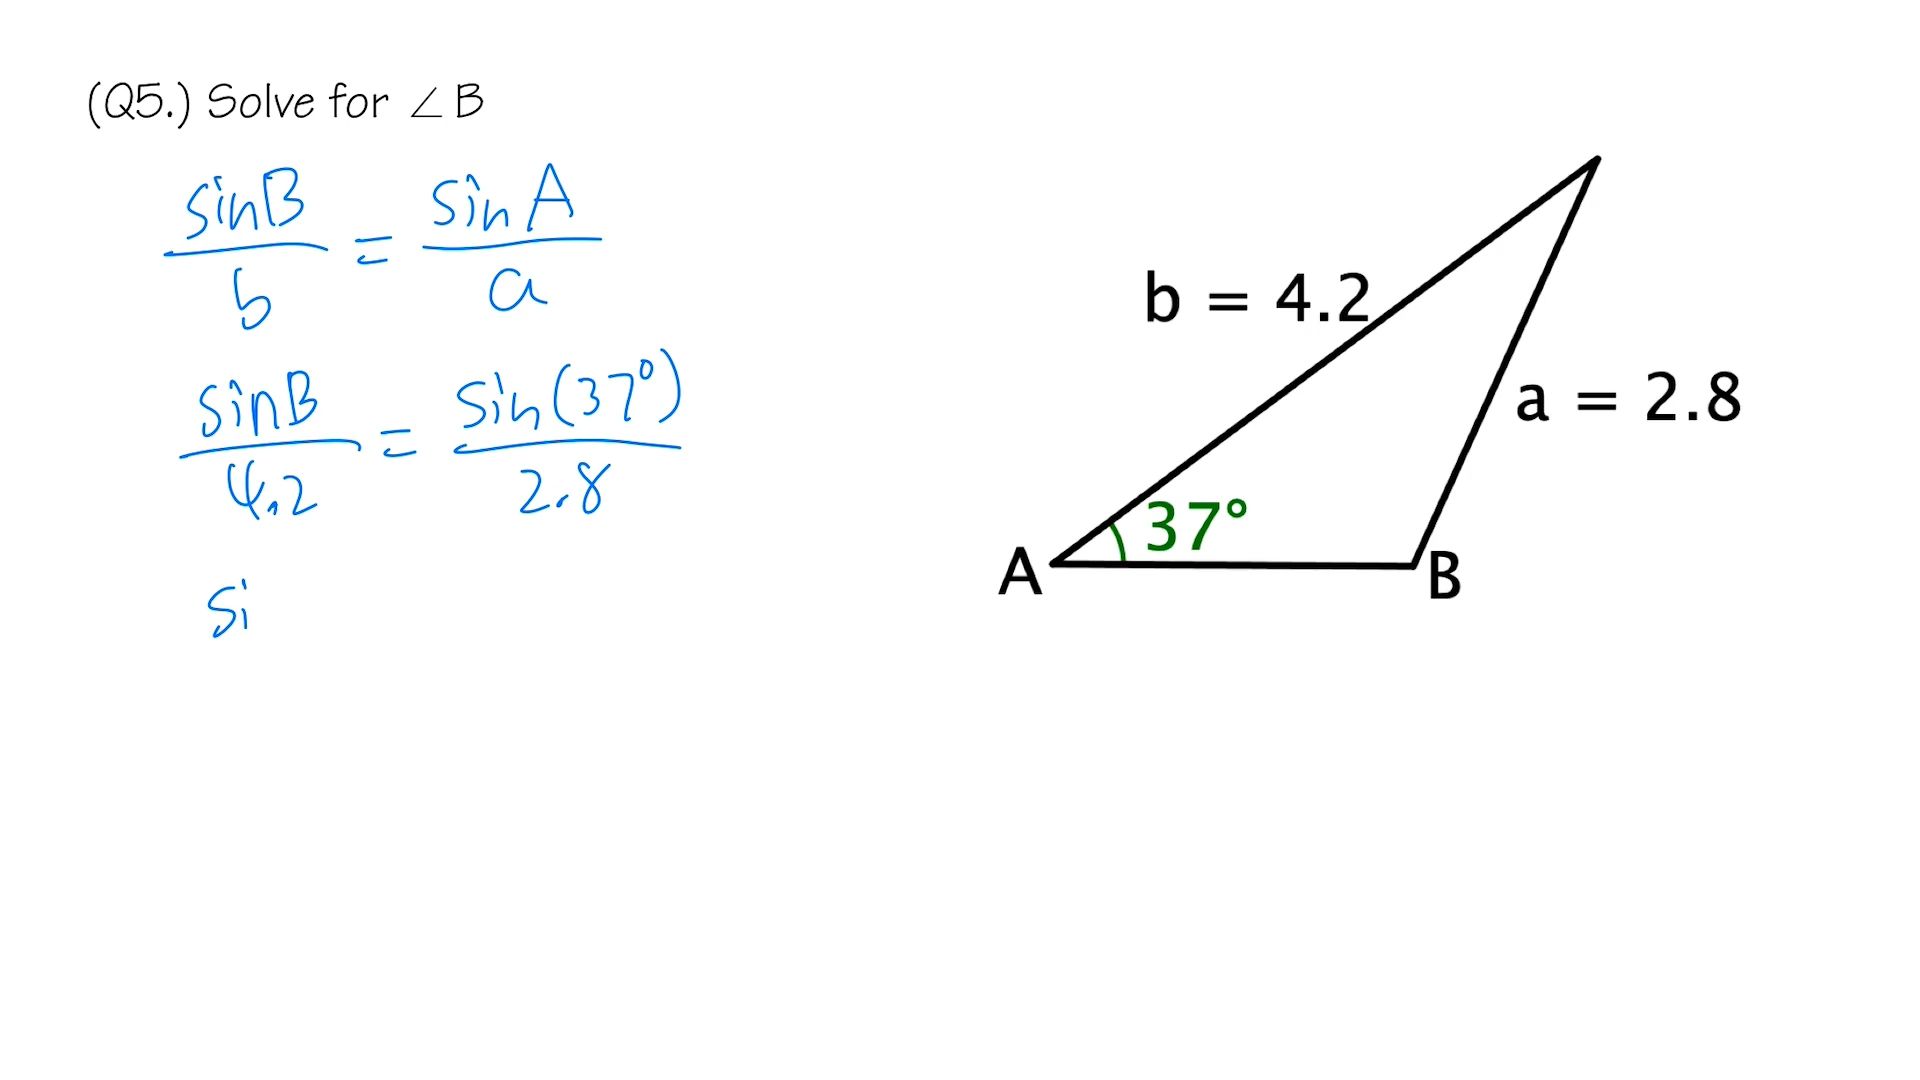 (Q5.) Solve for ∠B
sinB/b = sinA/a
sinB/4.2 = sin(37°)/2.8
si
b = 4.2
a = 2.8
37°
A
B